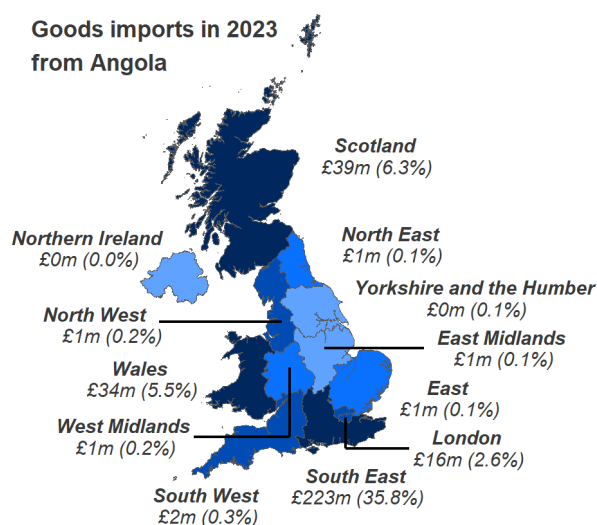 Goods imports in 2023
from Angola
Scotland
£39m (6.3%)
Northern Ireland
£0m (0.0%)
North East
£1m (0.1%)
Yorkshire and the Humber
£0m (0.1%)
North West
£1m (0.2%)
East Midlands
£1m (0.1%)
Wales
£34m (5.5%)
East
£1m (0.1%)
West Midlands
£1m (0.2%)
London
£16m (2.6%)
South East
£223m (35.8%)
South West
£2m (0.3%)